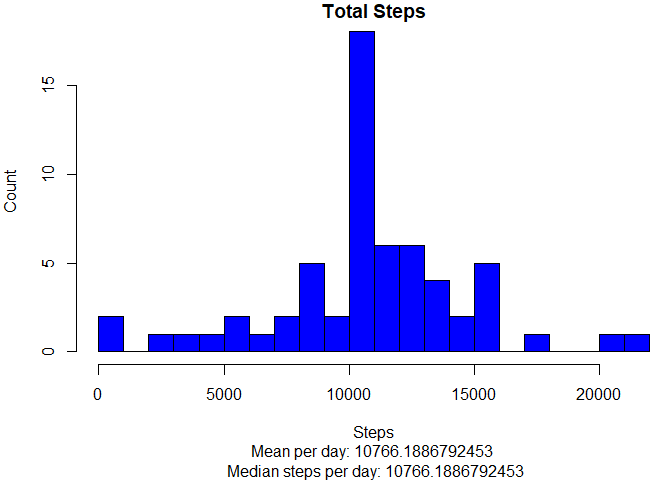 Total Steps
Count
15
10
5
0
0 5000 10000 15000 20000
Steps
Mean per day: 10766.1886792453
Median steps per day: 10766.1886792453